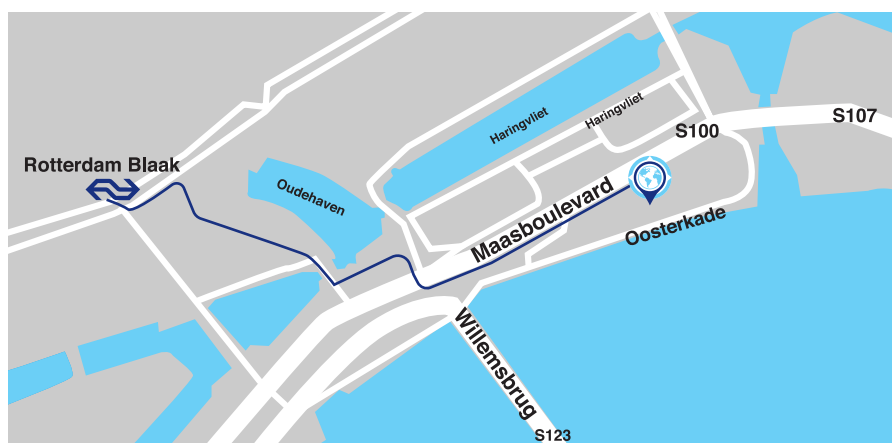 Haringvliet
Haringvliet
S107
S100
Rotterdam Blaak
Oudehaven
Maasboulevard
Oosterkade
Willemsbrug
S123